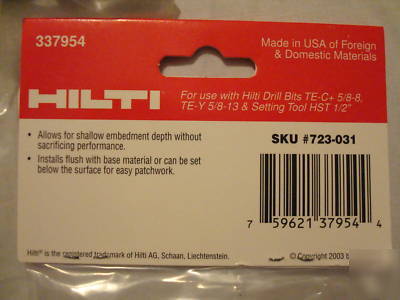 337954
Made in USA of Foreign
& Domestic Materials
HILTI
For use with Hilti Drill Bits TE-C+ 5/8-8,
TE-Y 5/8-13 & Setting Tool HST 1/2"
• Allows for shallow embedment depth without
sacrificing performance.
• Installs flush with base material or can be set
below the surface for easy patchwork.
SKU #723-031
7 59621 37954 4
Hilti® is the registered trademark of Hilti AG, Schaan, Liechtenstein.
© Copyright 2003 b